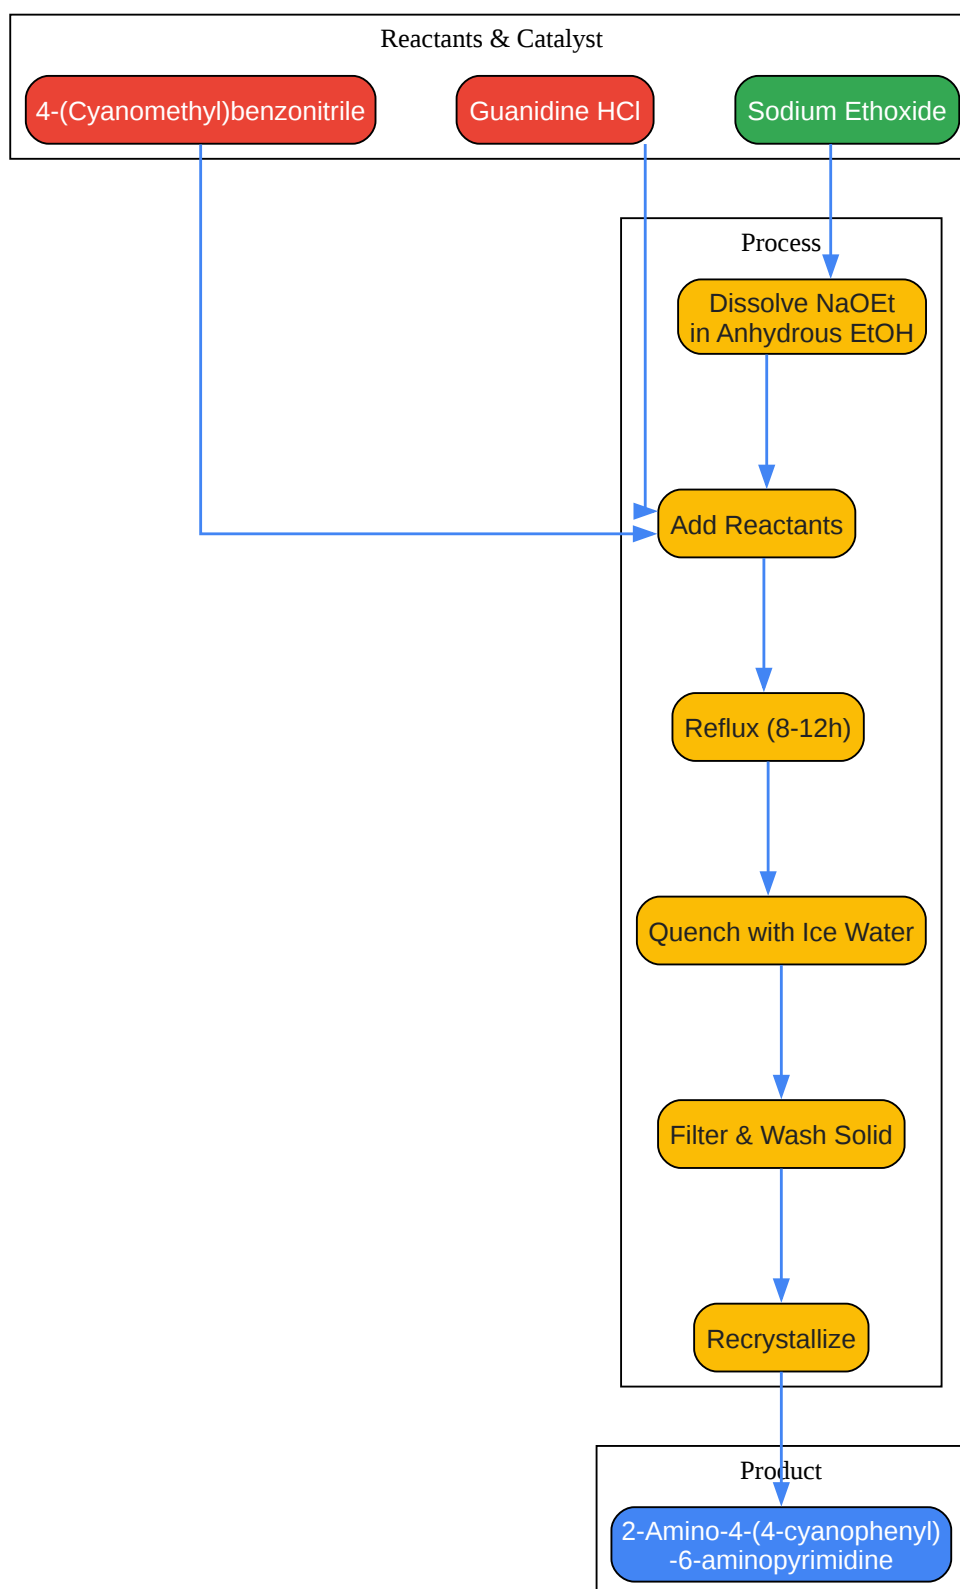 Reactants & Catalyst
4-(Cyanomethyl)benzonitrile
Guanidine HCl
Sodium Ethoxide
Process
Dissolve NaOEt
in Anhydrous EtOH
Add Reactants
Reflux (8-12h)
Quench with Ice Water
Filter & Wash Solid
Recrystallize
Product
2-Amino-4-(4-cyanophenyl)
-6-aminopyrimidine